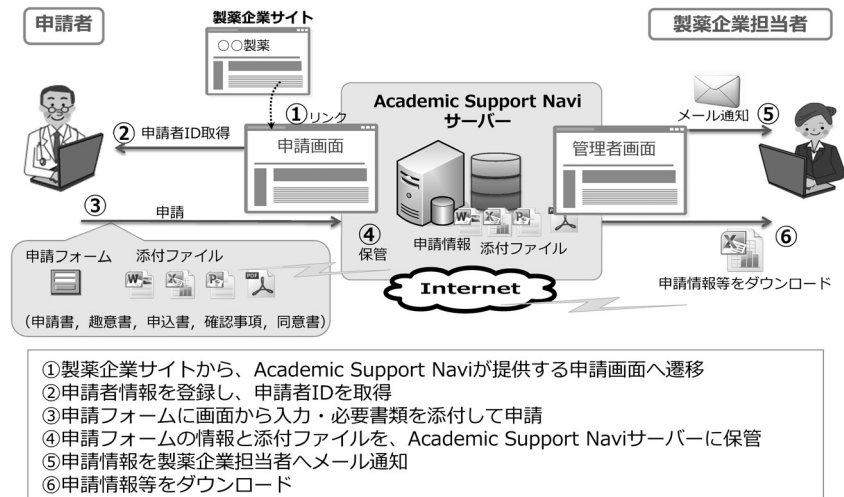 申請者
製薬企業サイト
製薬企業担当者
○○製薬
Academic Support Navi
サーバー
メール通知
⑤
①リンク
② 申請者ID取得
申請画面
管理者画面
③
申請
④
保管
申請情報
添付ファイル
⑥
申請フォーム
添付ファイル
Internet
申請情報等をダウンロード
(申請書,趣意書,申込書,確認事項,同意書)
①製薬企業サイトから、Academic Support Naviが提供する申請画面へ遷移
②申請者情報を登録し、申請者IDを取得
③申請フォームに画面から入力・必要書類を添付して申請
④申請フォームの情報と添付ファイルを、Academic Support Naviサーバーに保管
⑤申請情報を製薬企業担当者へメール通知
⑥申請情報等をダウンロード